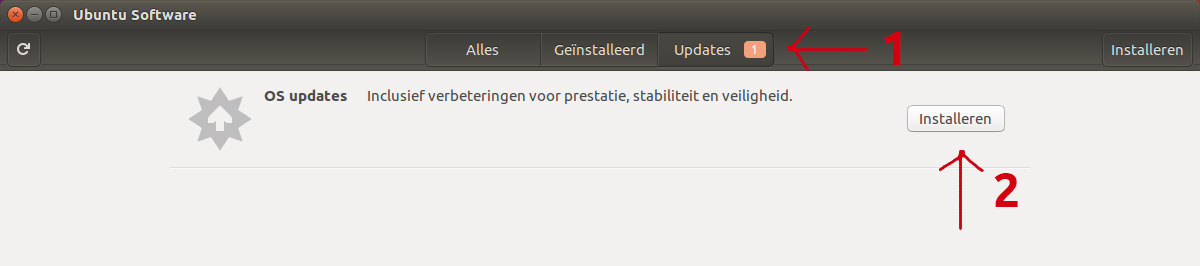 Ubuntu Software
Alles Geïnstalleerd Updates 1 1 Installeren
OS updates Inclusief verbeteringen voor prestatie, stabiliteit en veiligheid.
Installeren
2